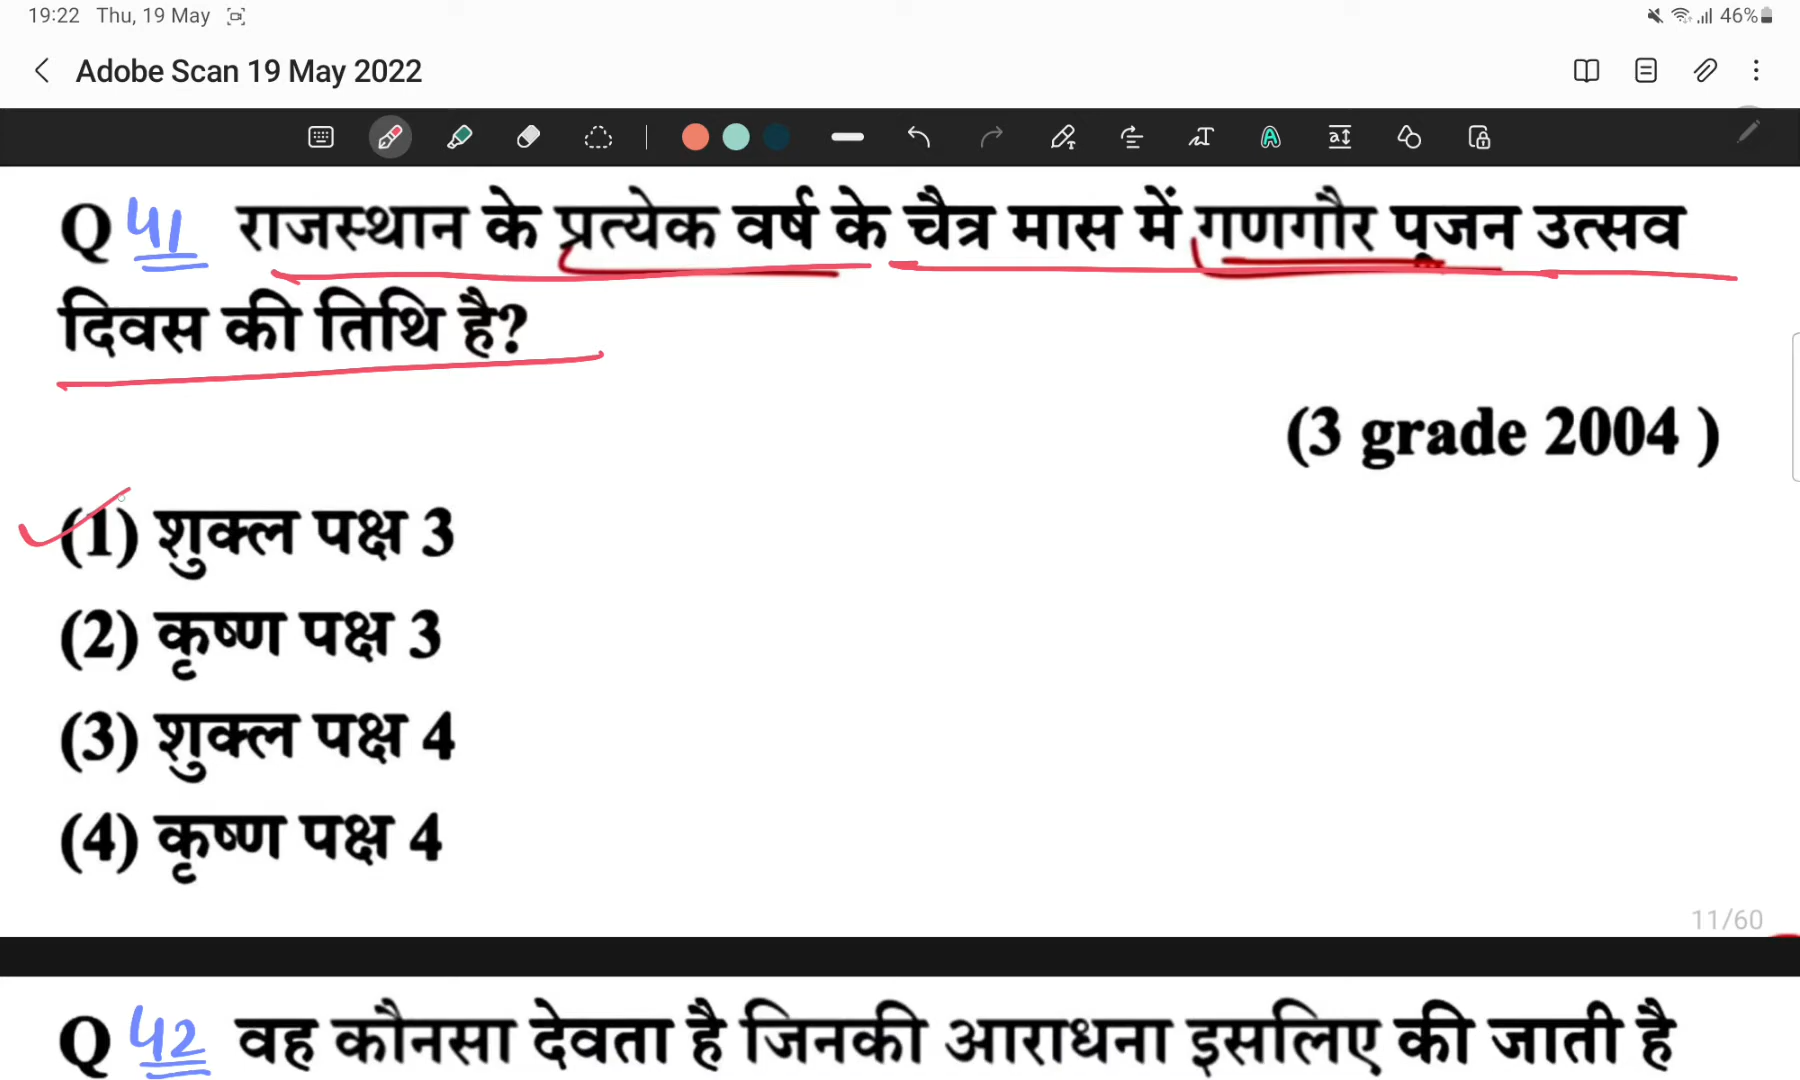 19:22 Thu, 19 May 46%
Adobe Scan 19 May 2022
Q 41 राजस्थान के प्रत्येक वर्ष के चैत्र मास में गणगौर पूजन उत्सव
दिवस की तिथि है?
(3 grade 2004 )
(1) शुक्ल पक्ष 3
(2) कृष्ण पक्ष 3
(3) शुक्ल पक्ष 4
(4) कृष्ण पक्ष 4
11/60
Q 42 वह कौनसा देवता है जिनकी आराधना इसलिए की जाती है